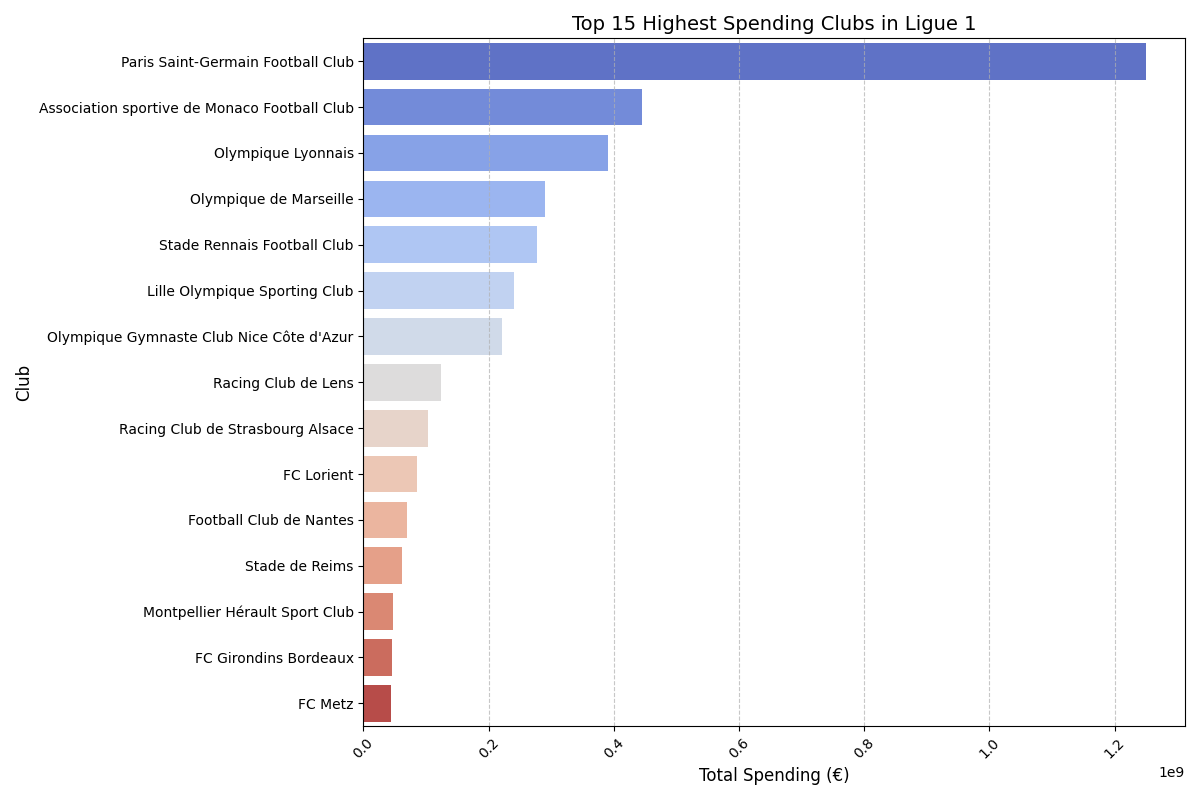 Top 15 Highest Spending Clubs in Ligue 1
Club
Paris Saint-Germain Football Club
Association sportive de Monaco Football Club
Olympique Lyonnais
Olympique de Marseille
Stade Rennais Football Club
Lille Olympique Sporting Club
Olympique Gymnaste Club Nice Côte d'Azur
Racing Club de Lens
Racing Club de Strasbourg Alsace
FC Lorient
Football Club de Nantes
Stade de Reims
Montpellier Hérault Sport Club
FC Girondins Bordeaux
FC Metz
0.0 0.2 0.4 0.6 0.8 1.0 1.2
1e9
Total Spending (€)